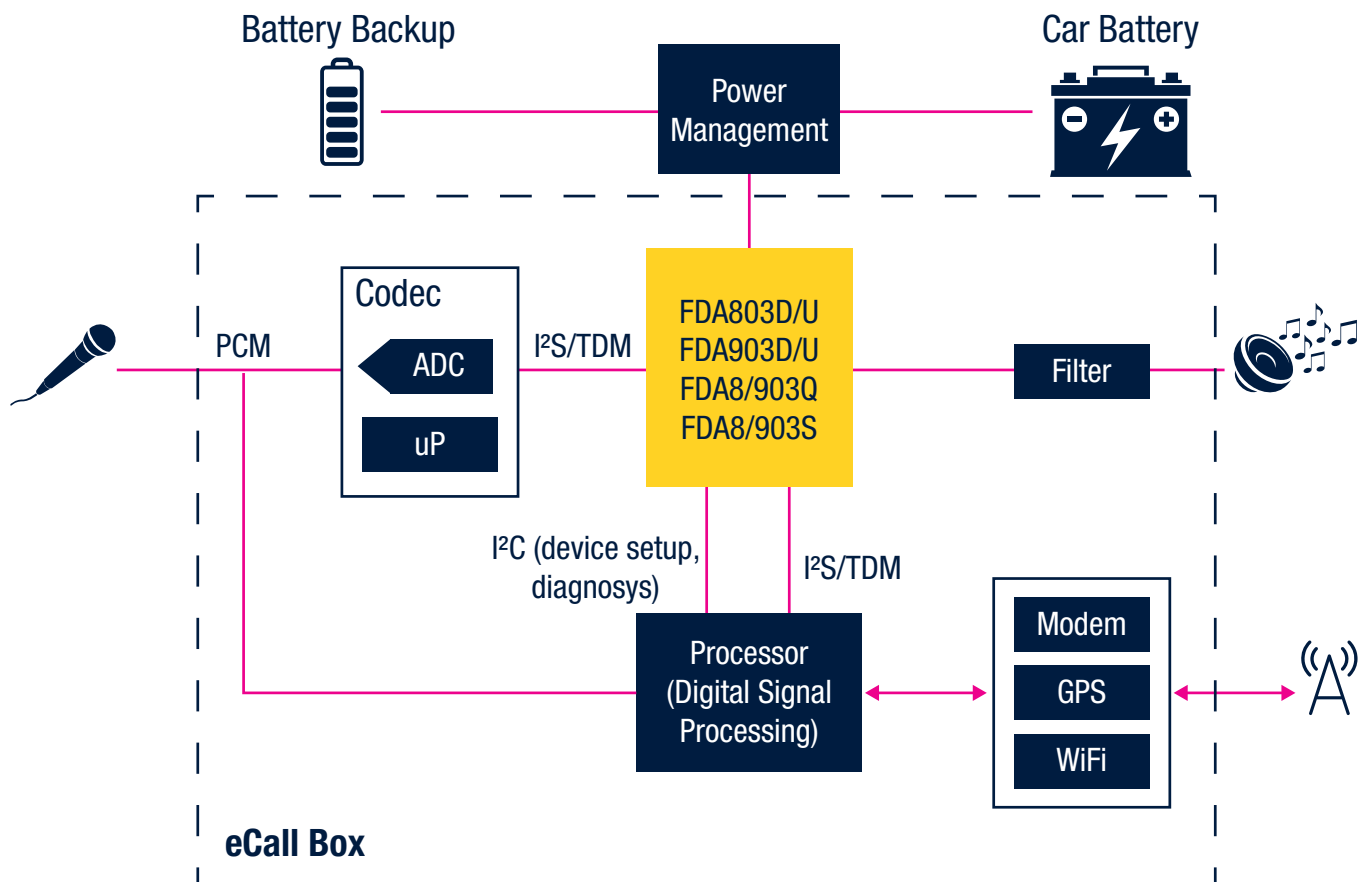 Battery Backup
Car Battery
Power
Management
Codec
ADC
uP
PCM
I²S/TDM
FDA803D/U
FDA903D/U
FDA8/903Q
FDA8/903S
Filter
I²C (device setup,
diagnosys)
I²S/TDM
Processor
(Digital Signal
Processing)
Modem
GPS
WiFi
eCall Box